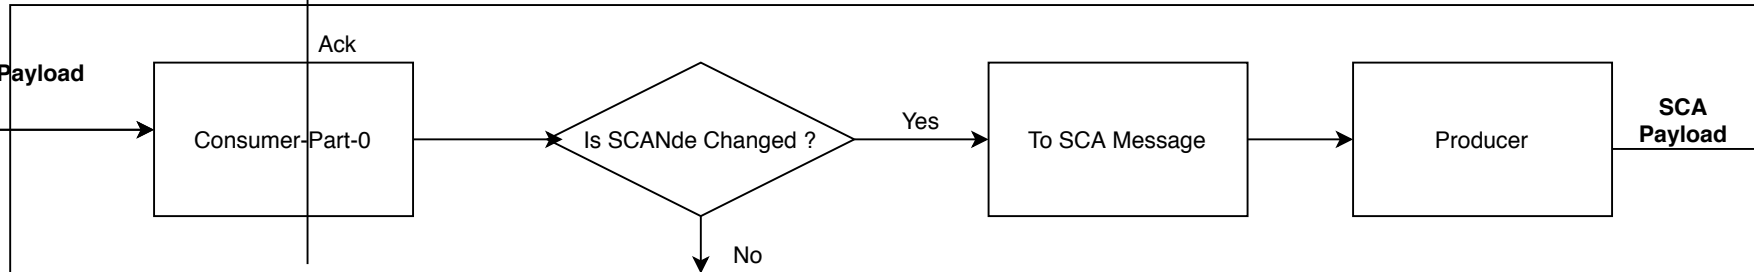 Ack
Payload
Consumer-Part-0
Is SCANde Changed ?
Yes
To SCA Message
Producer
SCA
Payload
No